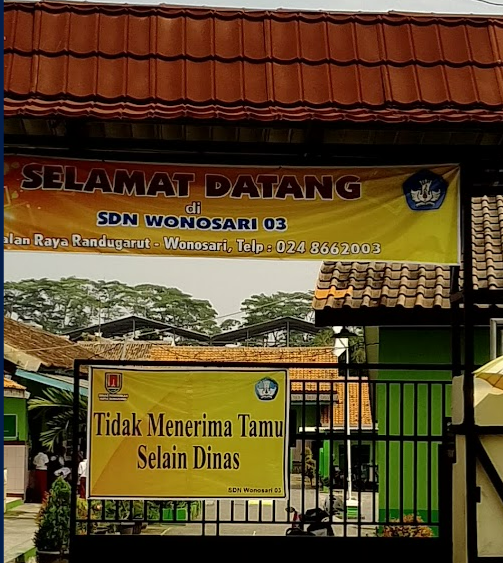 SELAMAT DATANG
di
SDN WONOSARI 03
alan Raya Randugarut - Wonosari, Telp : 024 8662003
Tidak Menerima Tamu
Selain Dinas
SDN Wonosari 03